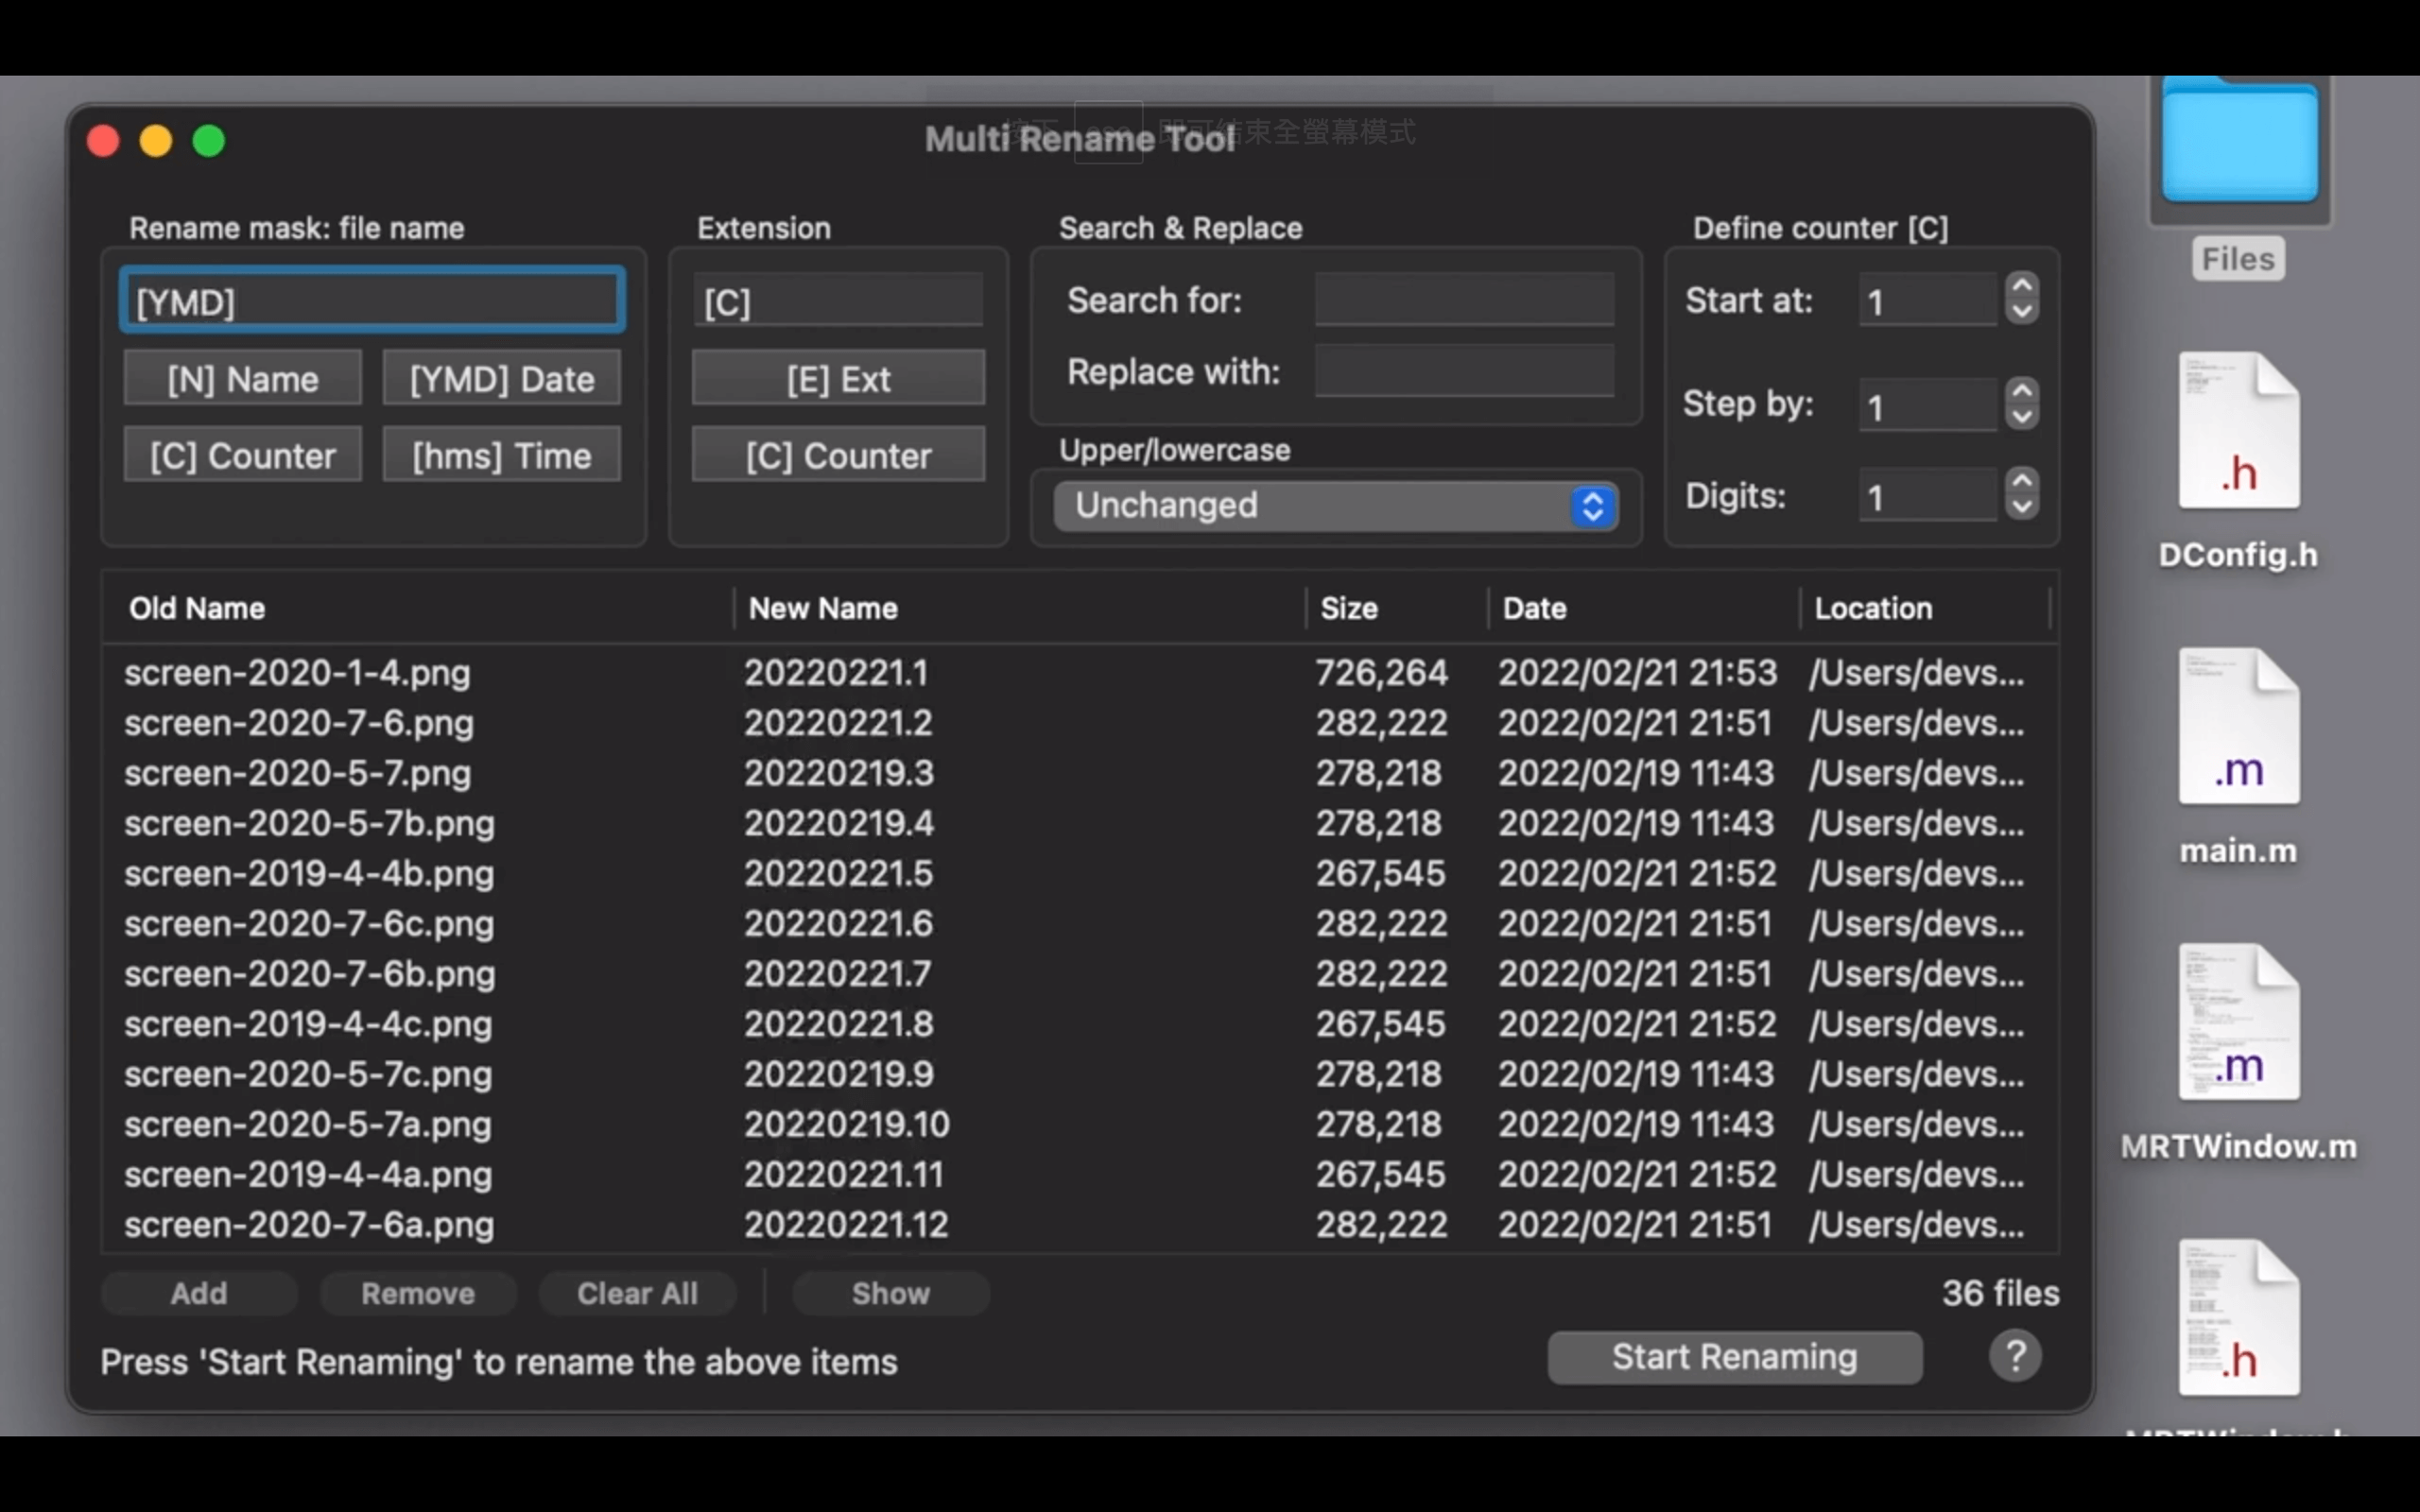 Multi Rename Tool
按下 esc 即可結束全螢幕模式
Rename mask: file name
Extension
Search & Replace
Define counter [C]
[YMD]
[C]
Search for:
Start at:
1
[N] Name
[YMD] Date
[E] Ext
Replace with:
Step by:
1
[C] Counter
[hms] Time
[C] Counter
Upper/lowercase
Unchanged
Digits:
1
Old Name New Name Size Date Location
screen-2020-1-4.png 20220221.1 726,264 2022/02/21 21:53 /Users/devs...
screen-2020-7-6.png 20220221.2 282,222 2022/02/21 21:51 /Users/devs...
screen-2020-5-7.png 20220219.3 278,218 2022/02/19 11:43 /Users/devs...
screen-2020-5-7b.png 20220219.4 278,218 2022/02/19 11:43 /Users/devs...
screen-2019-4-4b.png 20220221.5 267,545 2022/02/21 21:52 /Users/devs...
screen-2020-7-6c.png 20220221.6 282,222 2022/02/21 21:51 /Users/devs...
screen-2020-7-6b.png 20220221.7 282,222 2022/02/21 21:51 /Users/devs...
screen-2019-4-4c.png 20220221.8 267,545 2022/02/21 21:52 /Users/devs...
screen-2020-5-7c.png 20220219.9 278,218 2022/02/19 11:43 /Users/devs...
screen-2020-5-7a.png 20220219.10 278,218 2022/02/19 11:43 /Users/devs...
screen-2019-4-4a.png 20220221.11 267,545 2022/02/21 21:52 /Users/devs...
screen-2020-7-6a.png 20220221.12 282,222 2022/02/21 21:51 /Users/devs...
Add
Remove
Clear All
Show
36 files
Press 'Start Renaming' to rename the above items
Start Renaming
?
Files
.h
DConfig.h
.m
main.m
.m
MRTWindow.m
.h
MRTWindow.h